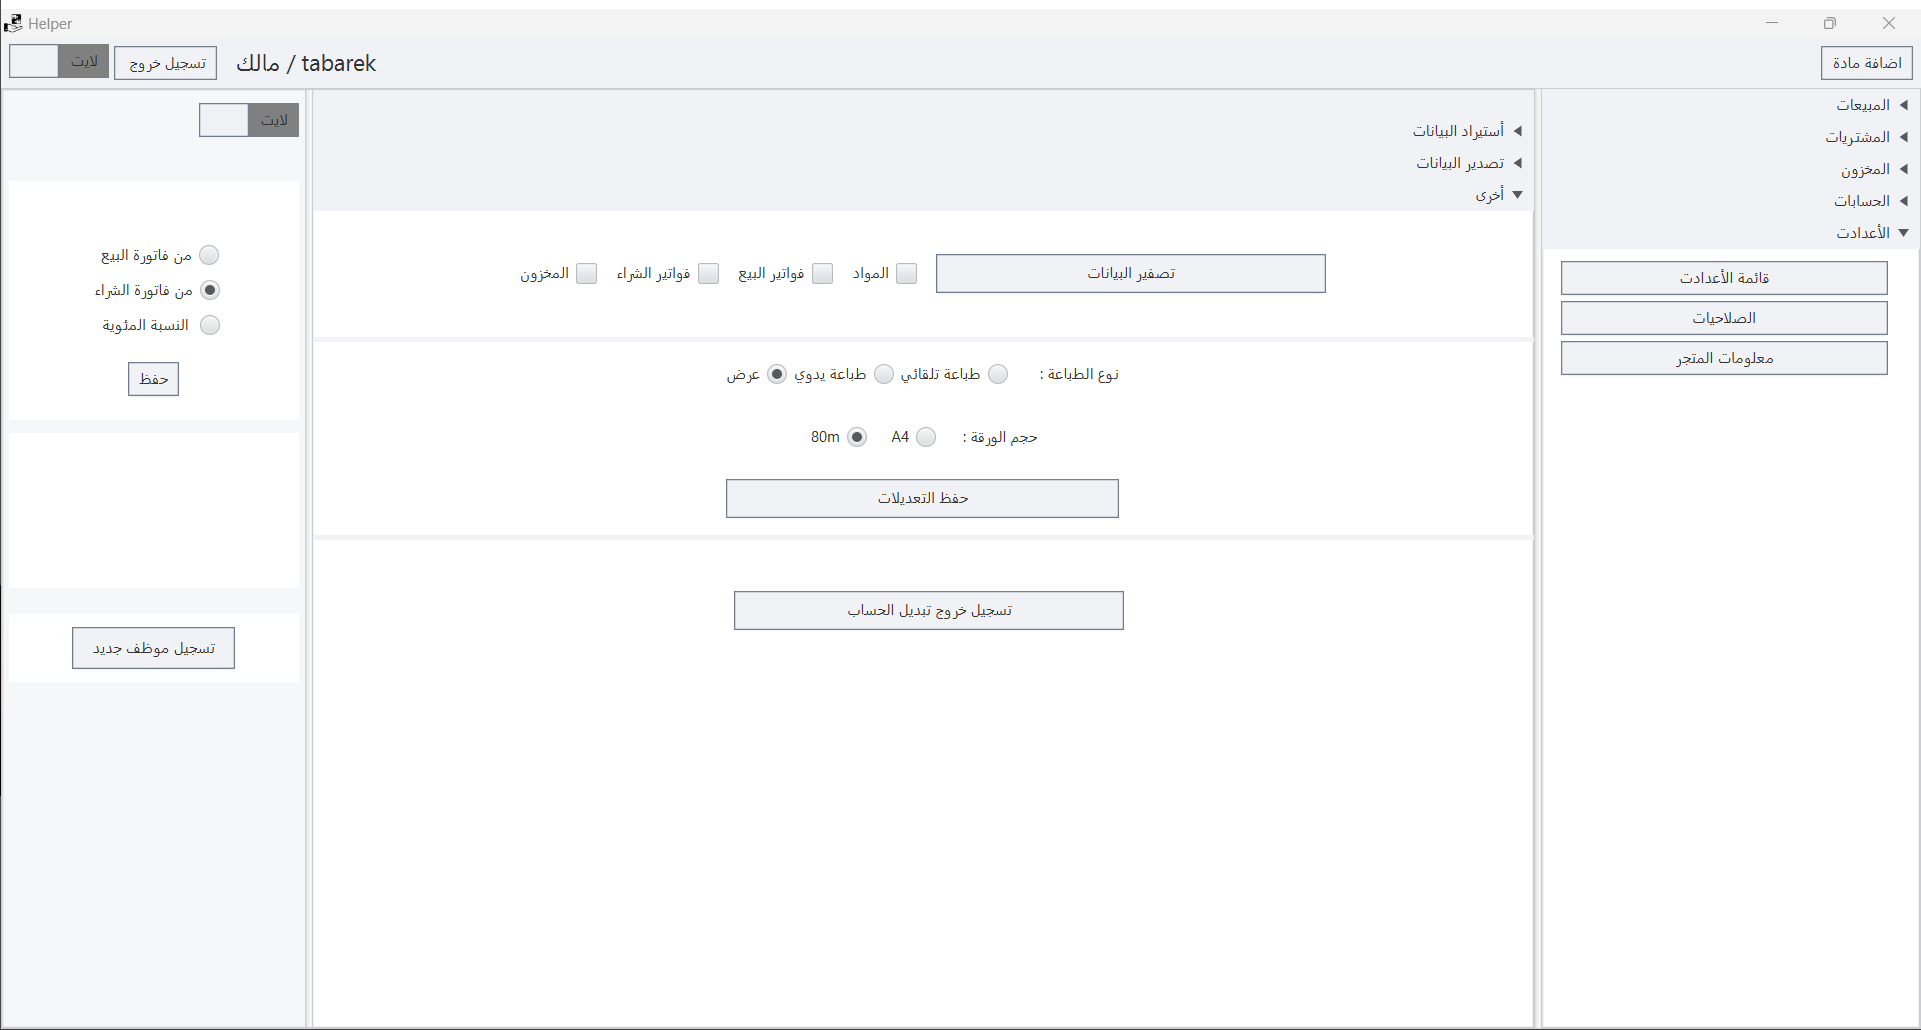 Helper
اضافة مادة
tabarek / مالك
تسجيل خروج
لايت
المبيعات
المشتريات
المخزون
الحسابات
الأعدادت
قائمة الأعدادت
الصلاحيات
معلومات المتجر
أستيراد البيانات
تصدير البيانات
أخرى
تصفير البيانات المواد فواتير البيع فواتير الشراء المخزون
نوع الطباعة : طباعة تلقائي طباعة يدوي عرض
حجم الورقة : A4 80m
حفظ التعديلات
تسجيل خروج تبديل الحساب
لايت
من فاتورة البيع
من فاتورة الشراء
النسبة المئوية
حفظ
تسجيل موظف جديد